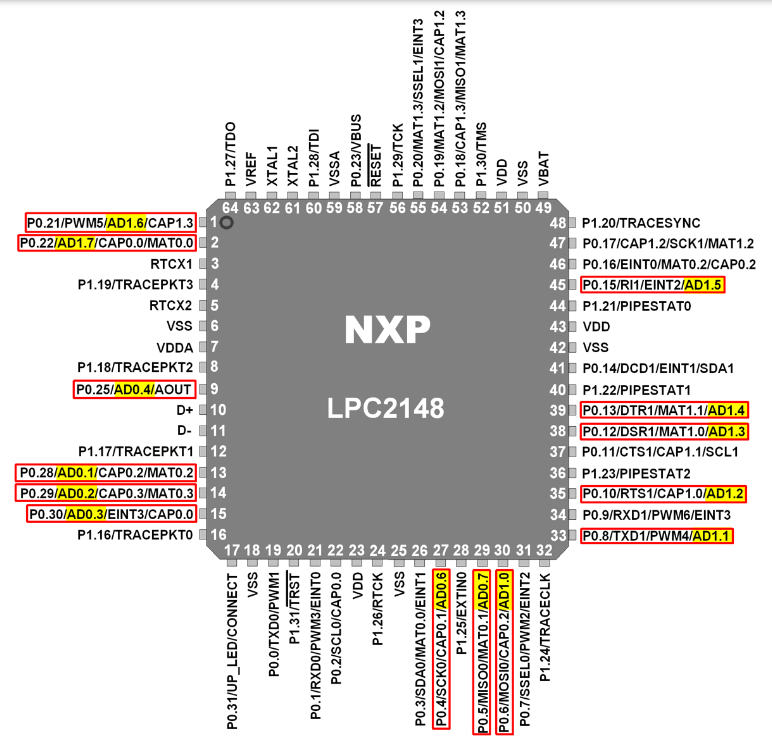 P1.27/TDO
VREF
XTAL1
XTAL2
P1.28/TDI
VSSA
P0.23/VBUS
RESET
P1.29/TCK
P0.20/MAT1.3/SSEL1/EINT3
P0.19/MAT1.2/MOSI1/CAP1.2
P0.18/CAP1.3/MISO1/MAT1.3
P1.30/TMS
VDD
VSS
VBAT
64 63 62 61 60 59 58 57 56 55 54 53 52 51 50 49
P0.21/PWM5/AD1.6/CAP1.3 1
P0.22/AD1.7/CAP0.0/MAT0.0 2
RTCX1 3
P1.19/TRACEPKT3 4
RTCX2 5
VSS 6
VDDA 7
P1.18/TRACEPKT2 8
P0.25/AD0.4/AOUT 9
D+ 10
D- 11
P1.17/TRACEPKT1 12
P0.28/AD0.1/CAP0.2/MAT0.2 13
P0.29/AD0.2/CAP0.3/MAT0.3 14
P0.30/AD0.3/EINT3/CAP0.0 15
P1.16/TRACEPKT0 16
NXP
LPC2148
48 P1.20/TRACESYNC
47 P0.17/CAP1.2/SCK1/MAT1.2
46 P0.16/EINT0/MAT0.2/CAP0.2
45 P0.15/RI1/EINT2/AD1.5
44 P1.21/PIPESTAT0
43 VDD
42 VSS
41 P0.14/DCD1/EINT1/SDA1
40 P1.22/PIPESTAT1
39 P0.13/DTR1/MAT1.1/AD1.4
38 P0.12/DSR1/MAT1.0/AD1.3
37 P0.11/CTS1/CAP1.1/SCL1
36 P1.23/PIPESTAT2
35 P0.10/RTS1/CAP1.0/AD1.2
34 P0.9/RXD1/PWM6/EINT3
33 P0.8/TXD1/PWM4/AD1.1
17 18 19 20 21 22 23 24 25 26 27 28 29 30 31 32
P0.31/UP_LED/CONNECT
VSS
P0.0/TXD0/PWM1
P1.31/TRST
P0.1/RXD0/PWM3/EINT0
P0.2/SCL0/CAP0.0
VDD
P1.26/RTCK
VSS
P0.3/SDA0/MAT0.0/EINT1
P0.4/SCK0/CAP0.1/AD0.6
P1.25/EXTIN0
P0.5/MISO0/MAT0.1/AD0.7
P0.6/MOSI0/CAP0.2/AD1.0
P0.7/SSEL0/PWM2/EINT2
P1.24/TRACECLK